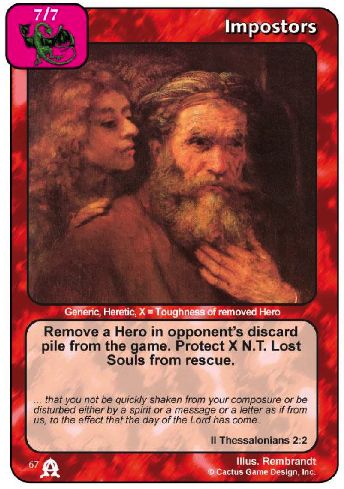 7/7
Impostors
Generic, Heretic, X = Toughness of removed Hero
Remove a Hero in opponent's discard
pile from the game. Protect X N.T. Lost
Souls from rescue.
... that you not be quickly shaken from your composure or be
disturbed either by a spirit or a message or a letter as if from
us, to the effect that the day of the Lord has come.
II Thessalonians 2:2
Illus. Rembrandt
67
© Cactus Game Design, Inc.